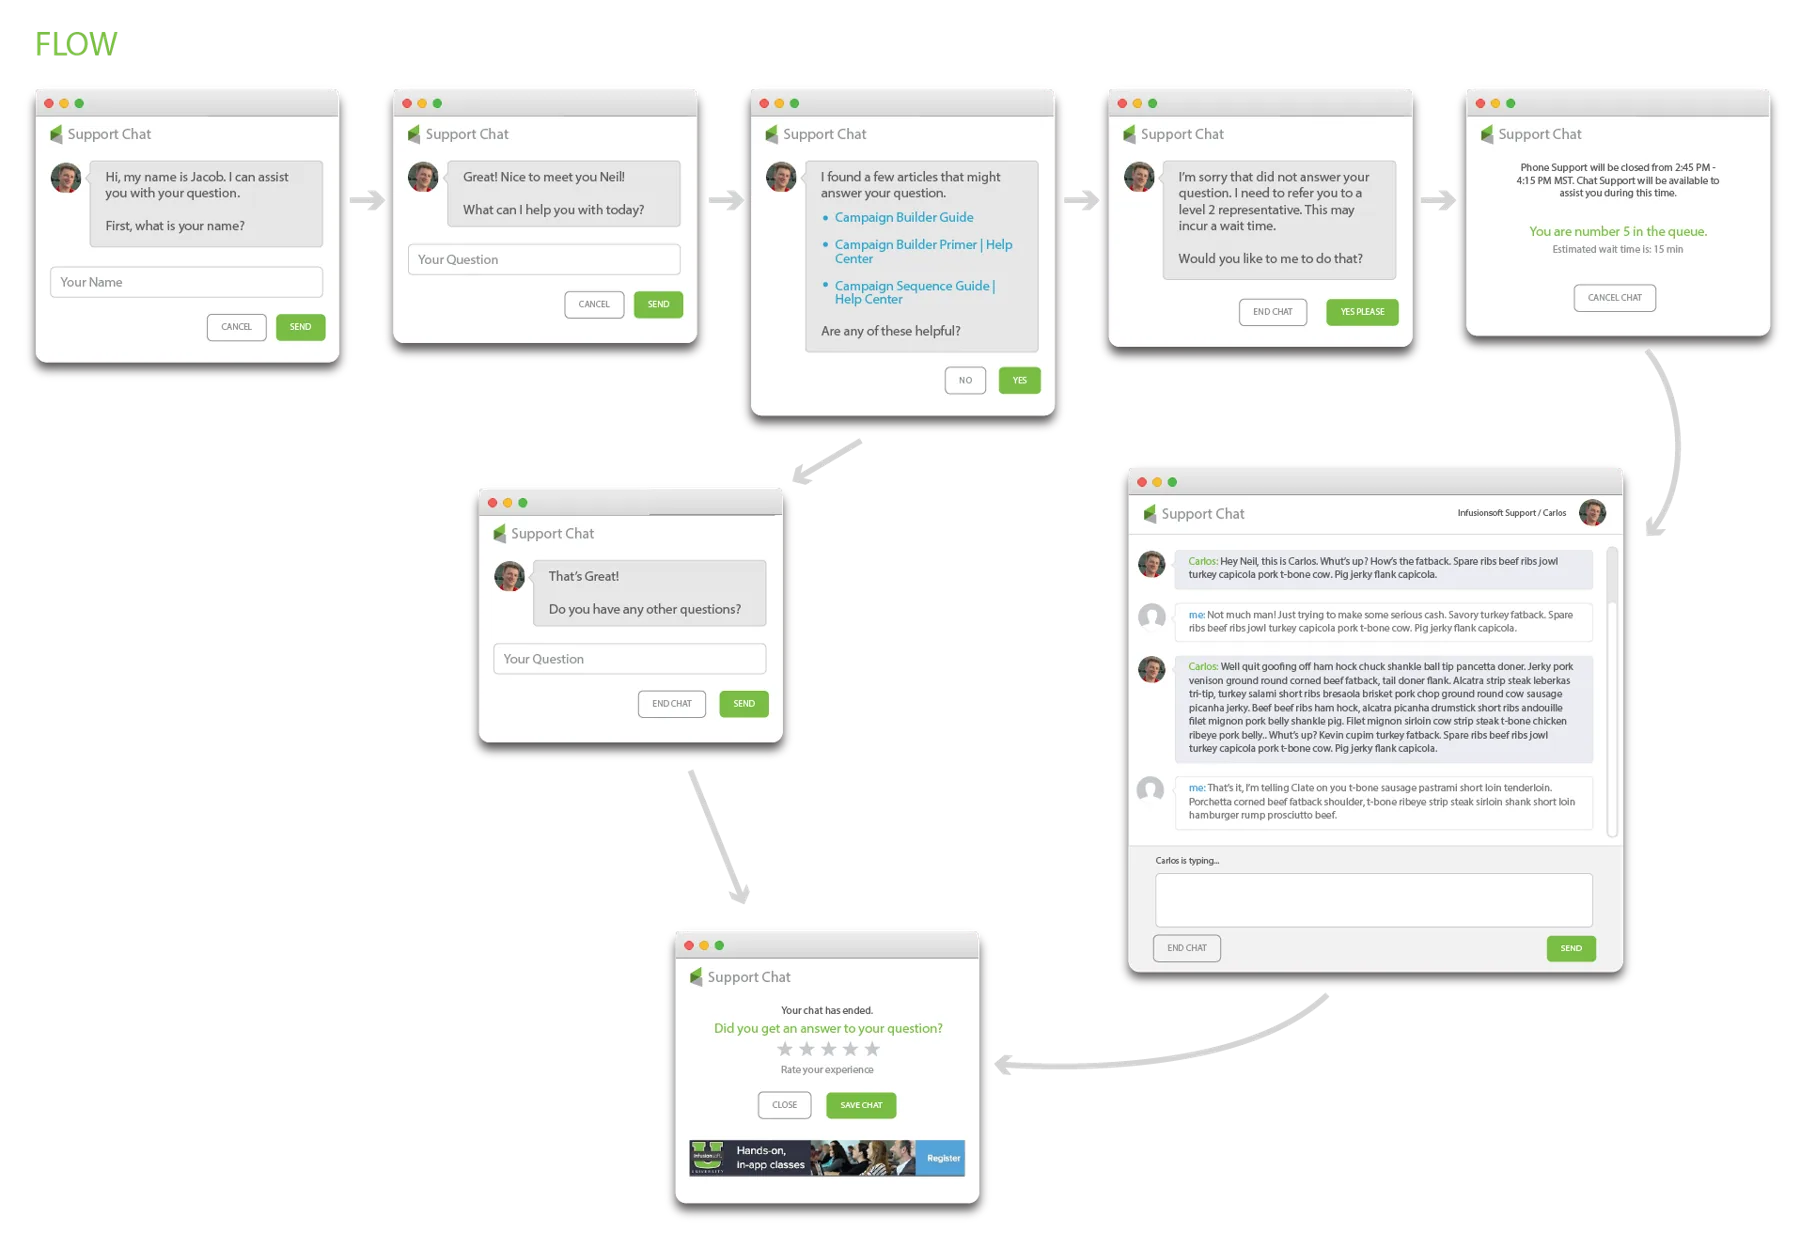 FLOW
Support Chat
Hi, my name is Jacob. I can assist
you with your question.
First, what is your name?
Your Name
CANCEL
SEND
Support Chat
Great! Nice to meet you Neil!
What can I help you with today?
Your Question
CANCEL
SEND
Support Chat
I found a few articles that might
answer your question.
• Campaign Builder Guide
• Campaign Builder Primer | Help
Center
• Campaign Sequence Guide |
Help Center
Are any of these helpful?
NO
YES
Support Chat
I'm sorry that did not answer your
question. I need to refer you to a
level 2 representative. This may
incur a wait time.
Would you like to me to do that?
END CHAT
YES PLEASE
Support Chat
Phone Support will be closed from 2:45 PM -
4:15 PM MST. Chat Support will be available to
assist you during this time.
You are number 5 in the queue.
Estimated wait time is: 15 min
CANCEL CHAT
Support Chat
That's Great!
Do you have any other questions?
Your Question
END CHAT
SEND
Support Chat
Infusionsoft Support / Carlos
Carlos: Hey Neil, this is Carlos. Whut's up? How's the fatback. Spare ribs beef ribs jowl
turkey capicola pork t-bone cow. Pig jerky flank capicola.
me: Not much man! Just trying to make some serious cash. Savory turkey fatback. Spare
ribs beef ribs jowl turkey capicola pork t-bone cow. Pig jerky flank capicola.
Carlos: Well quit goofing off ham hock chuck shankle ball tip pancetta doner. Jerky pork
venison ground round corned beef fatback, tail doner flank. Alcatra strip steak leberkas
tri-tip, turkey salami short ribs bresaola brisket pork chop ground round cow sausage
picanha jerky. Beef beef ribs ham hock, alcatra picanha drumstick short ribs andouille
filet mignon pork belly shankle pig. Filet mignon sirloin cow strip steak t-bone chicken
ribeye pork belly.. Whut's up? Kevin cupim turkey fatback. Spare ribs beef ribs jowl
turkey capicola pork t-bone cow. Pig jerky flank capicola.
me: That's it, I'm telling Clate on you t-bone sausage pastrami short loin tenderloin.
Porchetta corned beef fatback shoulder, t-bone ribeye strip steak sirloin shank short loin
hamburger rump prosciutto beef.
Carlos is typing...
END CHAT
SEND
Support Chat
Your chat has ended.
Did you get an answer to your question?
Rate your experience
CLOSE
SAVE CHAT
Infusionsoft
UNIVERSITY
Hands-on,
in-app classes
Register